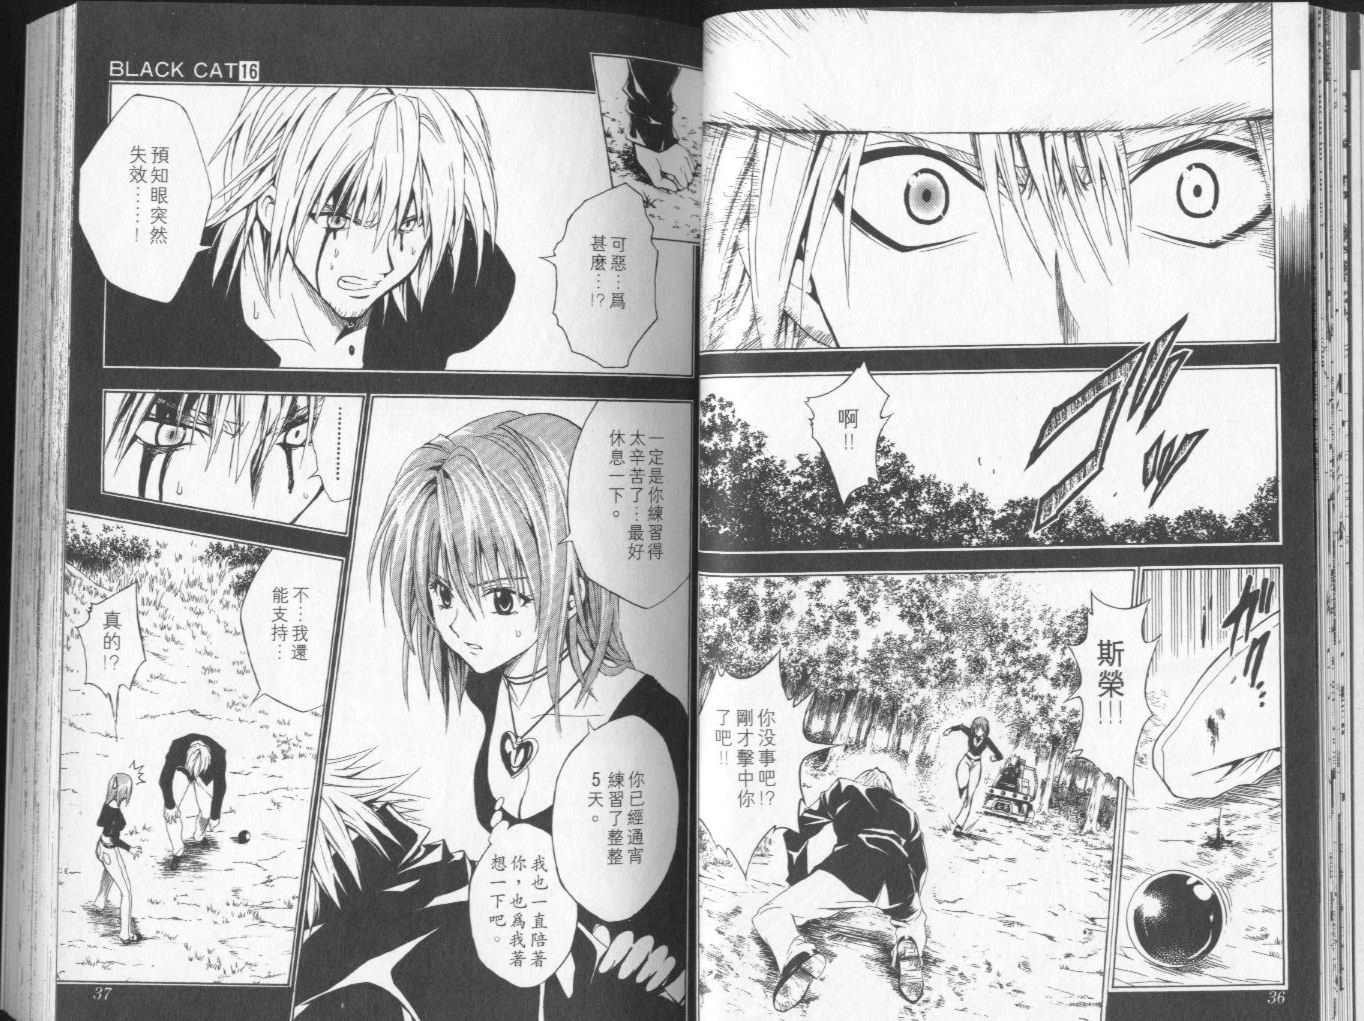 啊!!
斯榮!!!
你没事吧!?
剛才擊中你
了吧!!
36
BLACK CAT 16
可惡…爲
甚麽…!?
預知眼突然
失效……!
一定是你練習得
太辛苦了…最好
休息一下。
…………
你已經通宵
練習了整整
5天。
我也一直陪著
你，也爲我著
想一下吧。
不…我還
能支持…
真的!?
37